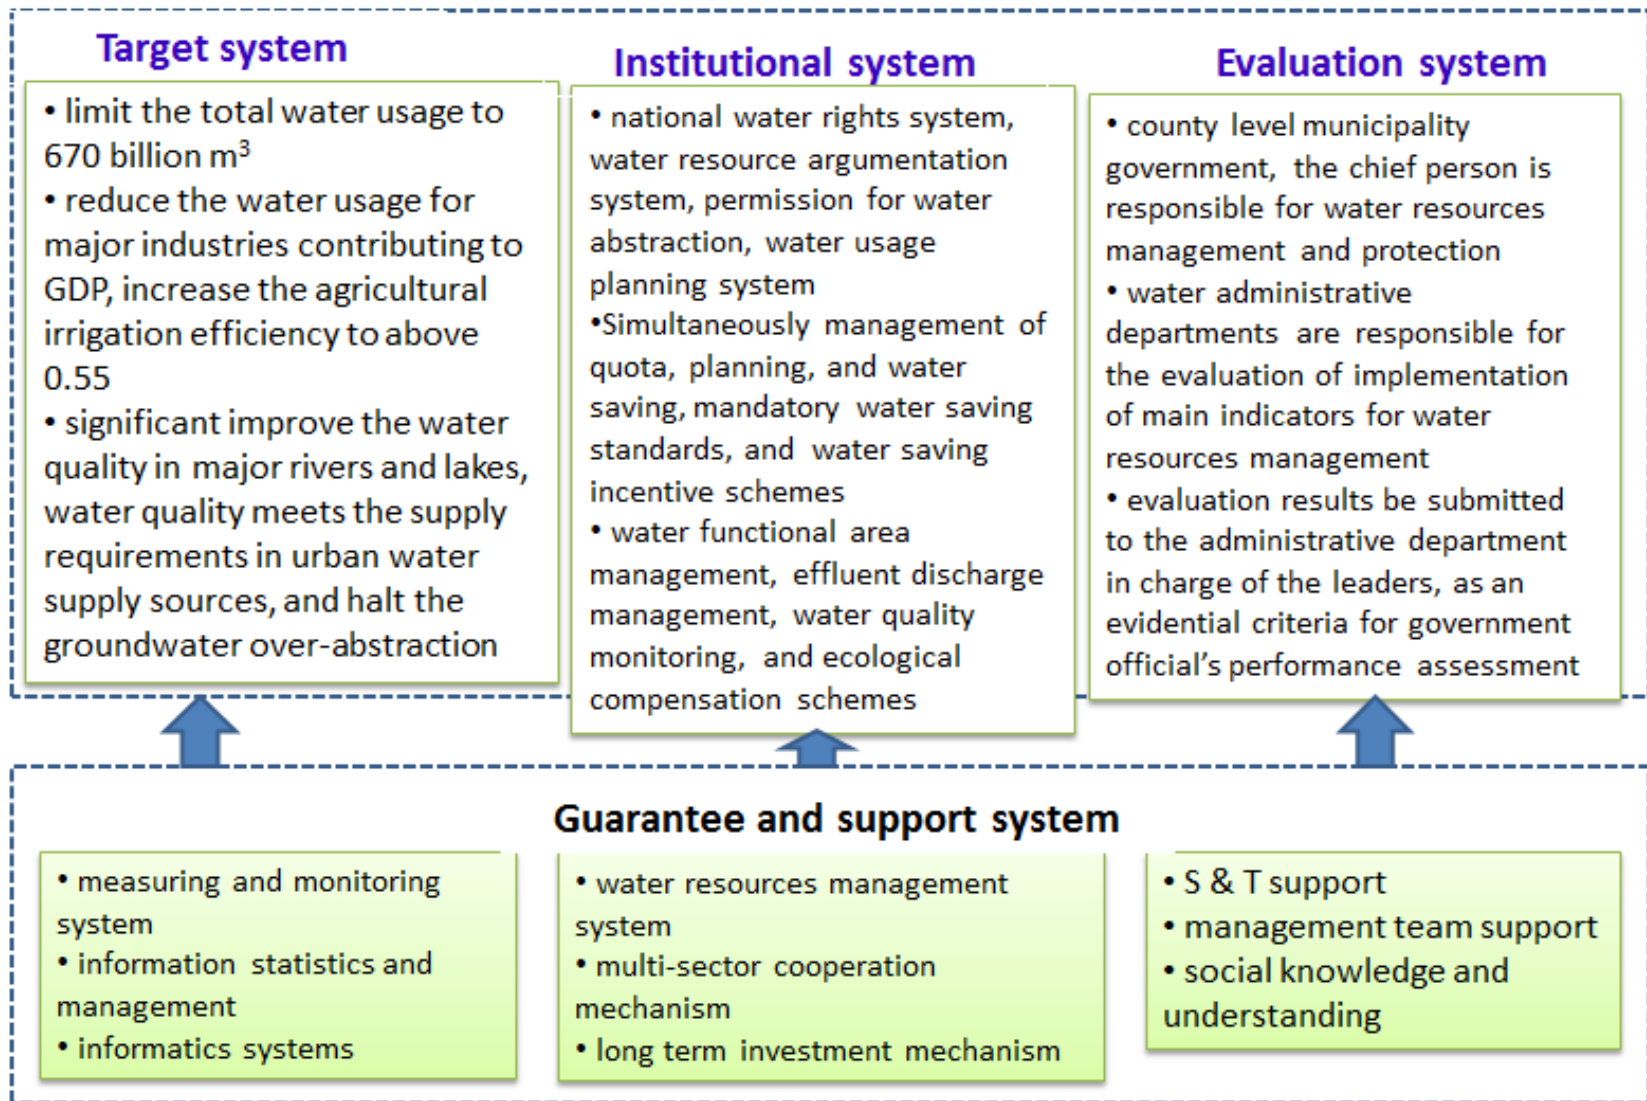 Target system
• limit the total water usage to
670 billion m³
• reduce the water usage for
major industries contributing to
GDP, increase the agricultural
irrigation efficiency to above
0.55
• significant improve the water
quality in major rivers and lakes,
water quality meets the supply
requirements in urban water
supply sources, and halt the
groundwater over-abstraction
Institutional system
• national water rights system,
water resource argumentation
system, permission for water
abstraction, water usage
planning system
•Simultaneously management of
quota, planning, and water
saving, mandatory water saving
standards, and water saving
incentive schemes
• water functional area
management, effluent discharge
management, water quality
monitoring, and ecological
compensation schemes
Evaluation system
• county level municipality
government, the chief person is
responsible for water resources
management and protection
• water administrative
departments are responsible for
the evaluation of implementation
of main indicators for water
resources management
• evaluation results be submitted
to the administrative department
in charge of the leaders, as an
evidential criteria for government
official's performance assessment
Guarantee and support system
• measuring and monitoring
system
• information statistics and
management
• informatics systems
• water resources management
system
• multi-sector cooperation
mechanism
• long term investment mechanism
• S & T support
• management team support
• social knowledge and
understanding